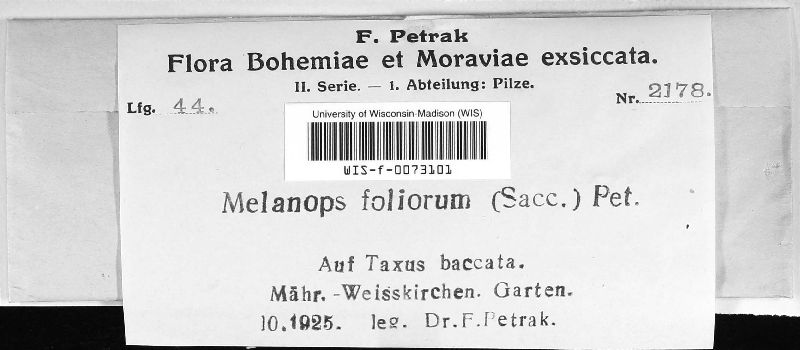 F. Petrak
Flora Bohemiae et Moraviae exsiccata.
II. Serie. — 1. Abteilung: Pilze.
Lfg. 44.
Nr. 2178.
University of Wisconsin-Madison (WIS)
WIS-f-0073101
Melanops foliorum (Sacc.) Pet.
Auf Taxus baccata.
Mähr. -Weisskirchen. Garten.
10.1925. leg. Dr.F.Petrak.